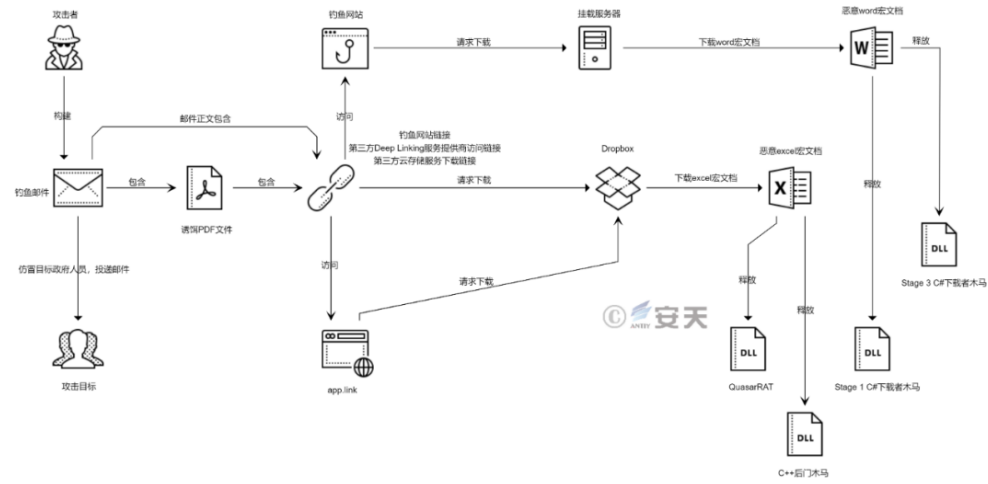 攻击者
钓鱼网站
挂载服务器
恶意word宏文档
请求下载
下载word宏文档
释放
W
构建
邮件正文包含
访问
钓鱼网站链接
第三方Deep Linking服务提供商访问链接
第三方云存储服务下载链接
Dropbox
恶意excel宏文档
钓鱼邮件
包含
包含
请求下载
下载excel宏文档
X
释放
诱饵PDF文件
DLL
仿冒目标政府人员，投递邮件
访问
请求下载
释放
释放
Stage 3 C#下载者木马
© ANTIY 安天
DLL
DLL
攻击目标
app.link
QuasarRAT
Stage 1 C#下载者木马
DLL
C++后门木马